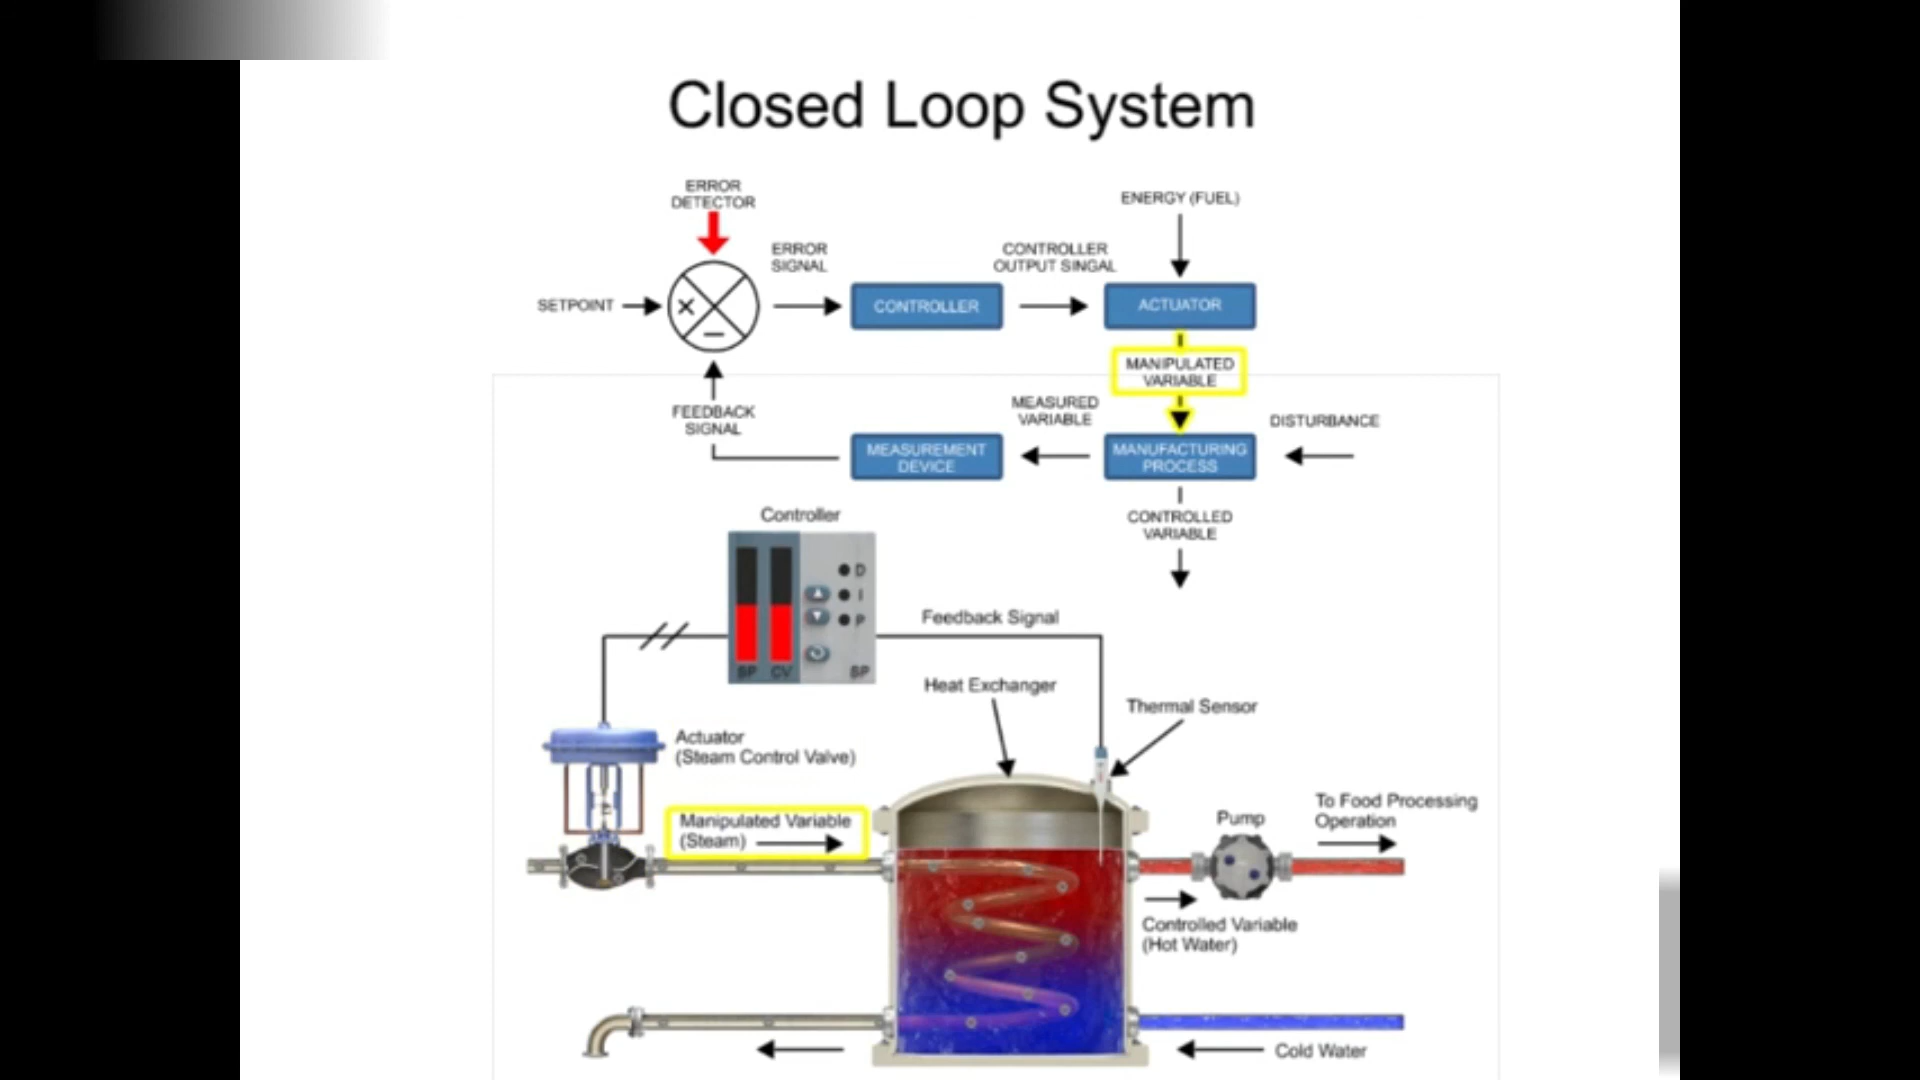 Closed Loop System
ERROR
DETECTOR
ENERGY (FUEL)
ERROR
SIGNAL
CONTROLLER
OUTPUT SINGAL
SETPOINT
CONTROLLER
ACTUATOR
MANIPULATED
VARIABLE
FEEDBACK
SIGNAL
MEASURED
VARIABLE
DISTURBANCE
MEASUREMENT
DEVICE
MANUFACTURING
PROCESS
CONTROLLED
VARIABLE
Controller
D
I
P
SP CV SP
Feedback Signal
Heat Exchanger
Thermal Sensor
Actuator
(Steam Control Valve)
Manipulated Variable
(Steam)
Pump
To Food Processing
Operation
Controlled Variable
(Hot Water)
Cold Water